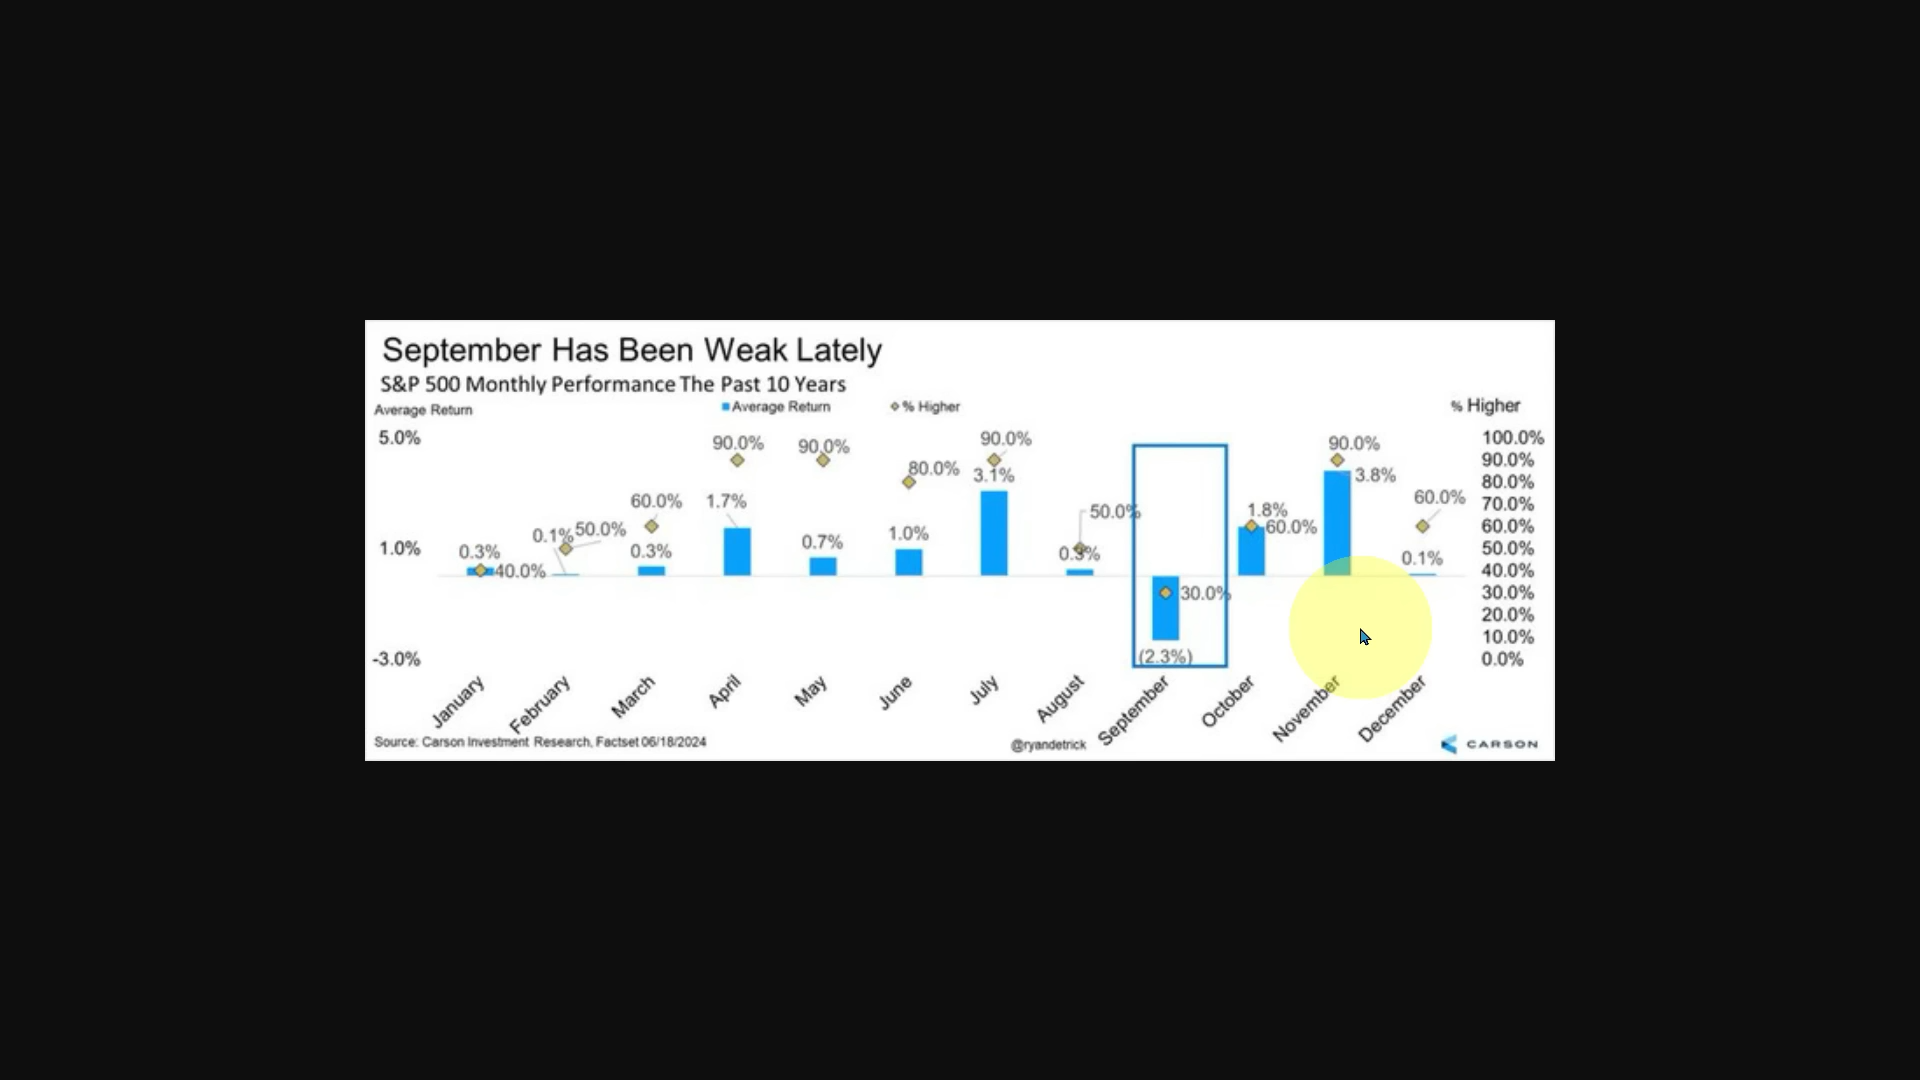 September Has Been Weak Lately
S&P 500 Monthly Performance The Past 10 Years
Average Return
Average Return
% Higher
% Higher
5.0%
1.0%
-3.0%
100.0%
90.0%
80.0%
70.0%
60.0%
50.0%
40.0%
30.0%
20.0%
10.0%
0.0%
0.3%
40.0%
0.1%
50.0%
60.0%
0.3%
90.0%
1.7%
90.0%
0.7%
80.0%
1.0%
90.0%
3.1%
50.0%
0.3%
30.0%
(2.3%)
1.8%
60.0%
90.0%
3.8%
60.0%
0.1%
January
February
March
April
May
June
July
August
September
October
November
December
Source: Carson Investment Research, Factset 06/18/2024
@ryandetrick
CARSON